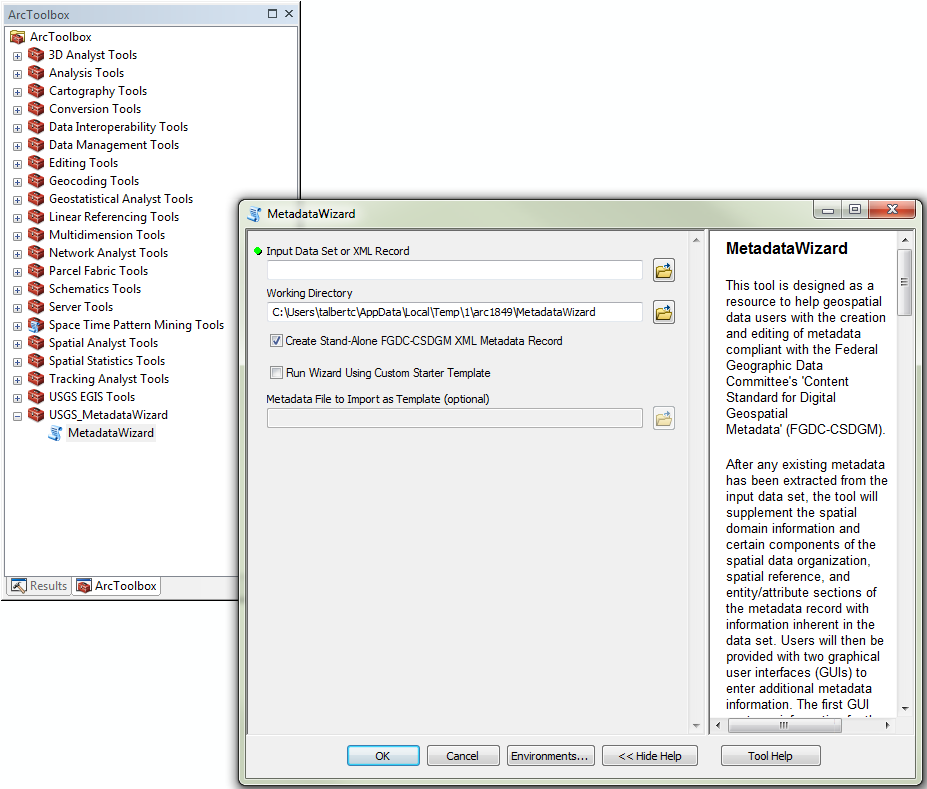 ArcToolbox
ArcToolbox
3D Analyst Tools
Analysis Tools
Cartography Tools
Conversion Tools
Data Interoperability Tools
Data Management Tools
Editing Tools
Geocoding Tools
Geostatistical Analyst Tools
Linear Referencing Tools
Multidimension Tools
Network Analyst Tools
Parcel Fabric Tools
Schematics Tools
Server Tools
Space Time Pattern Mining Tools
Spatial Analyst Tools
Spatial Statistics Tools
Tracking Analyst Tools
USGS EGIS Tools
USGS_MetadataWizard
MetadataWizard
Results
ArcToolbox
MetadataWizard
Input Data Set or XML Record
Working Directory
C:\Users\talbertc\AppData\Local\Temp\1\arc1849\MetadataWizard
Create Stand-Alone FGDC-CSDGM XML Metadata Record
Run Wizard Using Custom Starter Template
Metadata File to Import as Template (optional)
MetadataWizard
This tool is designed as a
resource to help geospatial
data users with the creation
and editing of metadata
compliant with the Federal
Geographic Data
Committee's 'Content
Standard for Digital
Geospatial
Metadata' (FGDC-CSDGM).
After any existing metadata
has been extracted from the
input data set, the tool will
supplement the spatial
domain information and
certain components of the
spatial data organization,
spatial reference, and
entity/attribute sections of
the metadata record with
information inherent in the
data set. Users will then be
provided with two graphical
user interfaces (GUIs) to
enter additional metadata
information. The first GUI
OK
Cancel
Environments...
<< Hide Help
Tool Help